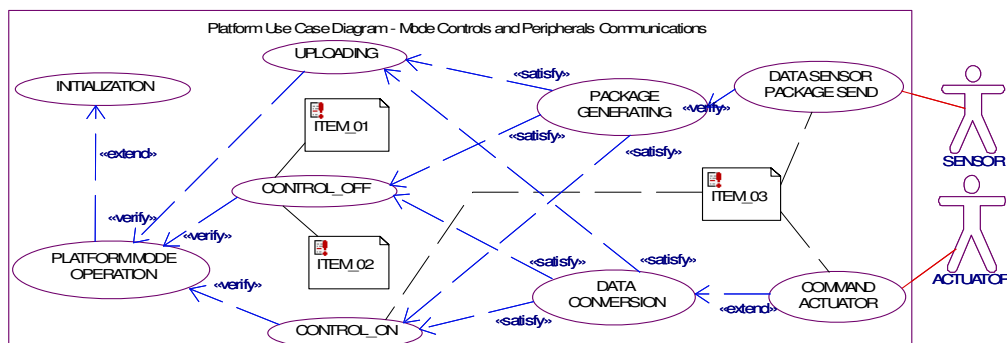 Platform Use Case Diagram - Mode Controls and Peripherals Communications
UPLOADING
INITIALIZATION
«satisfy»
DATA SENSOR
PACKAGE SEND
PACKAGE
GENERATING
«verify»
ITEM_01
«satisfy»
«extend»
«satisfy»
SENSOR
CONTROL_OFF
ITEM_03
«verify»
«verify»
PLATFORM MODE
OPERATION
ITEM_02
«satisfy»
«satisfy»
«verify»
DATA
CONVERSION
COMMAND
ACTUATOR
ACTUATOR
«extend»
«satisfy»
CONTROL_ON